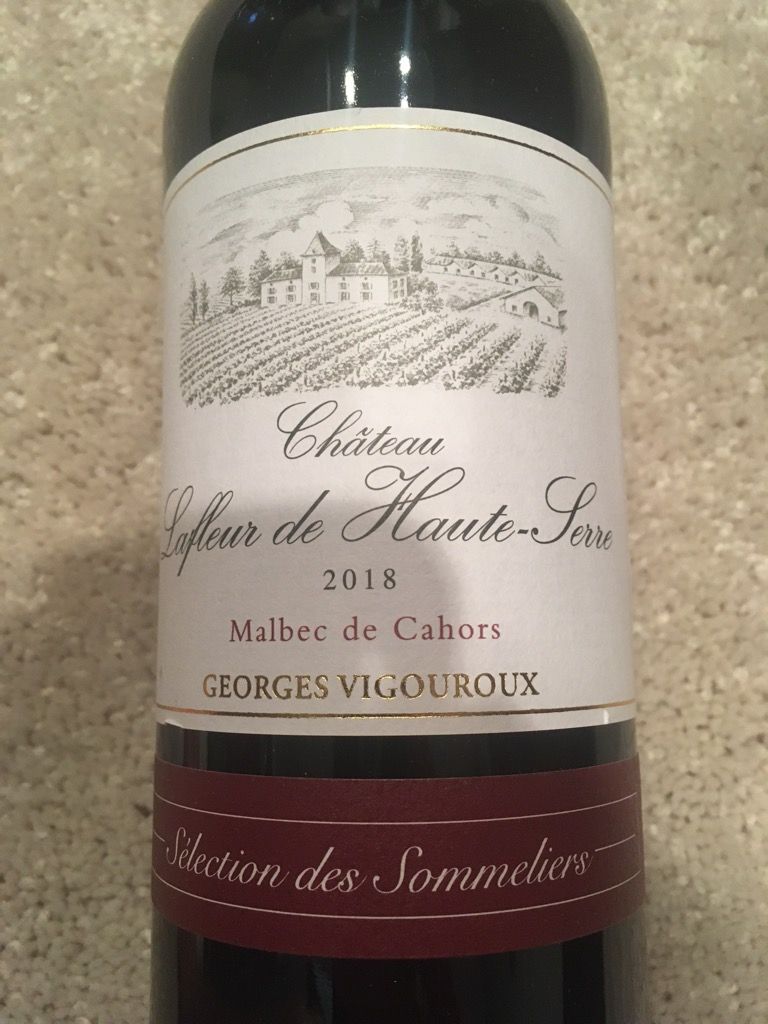 Château
Lafleur de Haute-Serre
2018
Malbec de Cahors
GEORGES VIGOUROUX
Sélection des Sommeliers